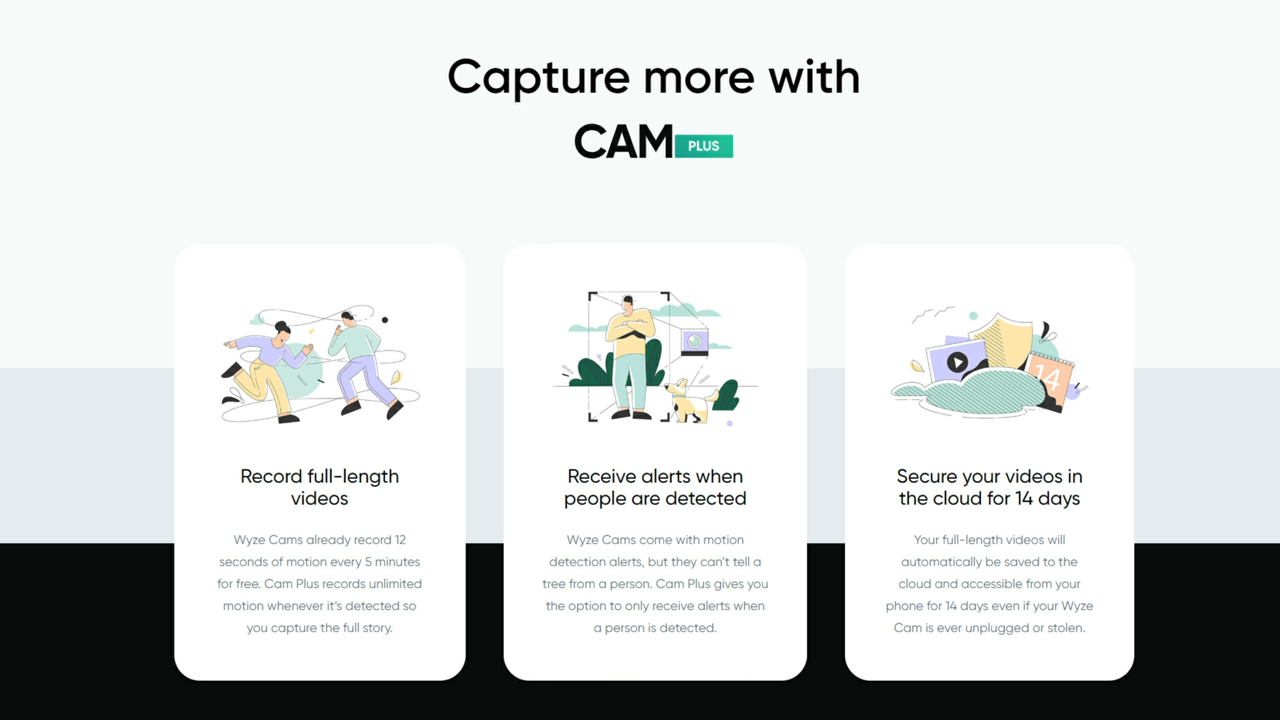 Capture more with
CAM PLUS
Record full-length
videos
Wyze Cams already record 12
seconds of motion every 5 minutes
for free. Cam Plus records unlimited
motion whenever it's detected so
you capture the full story.
Receive alerts when
people are detected
Wyze Cams come with motion
detection alerts, but they can't tell a
tree from a person. Cam Plus gives you
the option to only receive alerts when
a person is detected.
14
Secure your videos in
the cloud for 14 days
Your full-length videos will
automatically be saved to the
cloud and accessible from your
phone for 14 days even if your Wyze
Cam is ever unplugged or stolen.